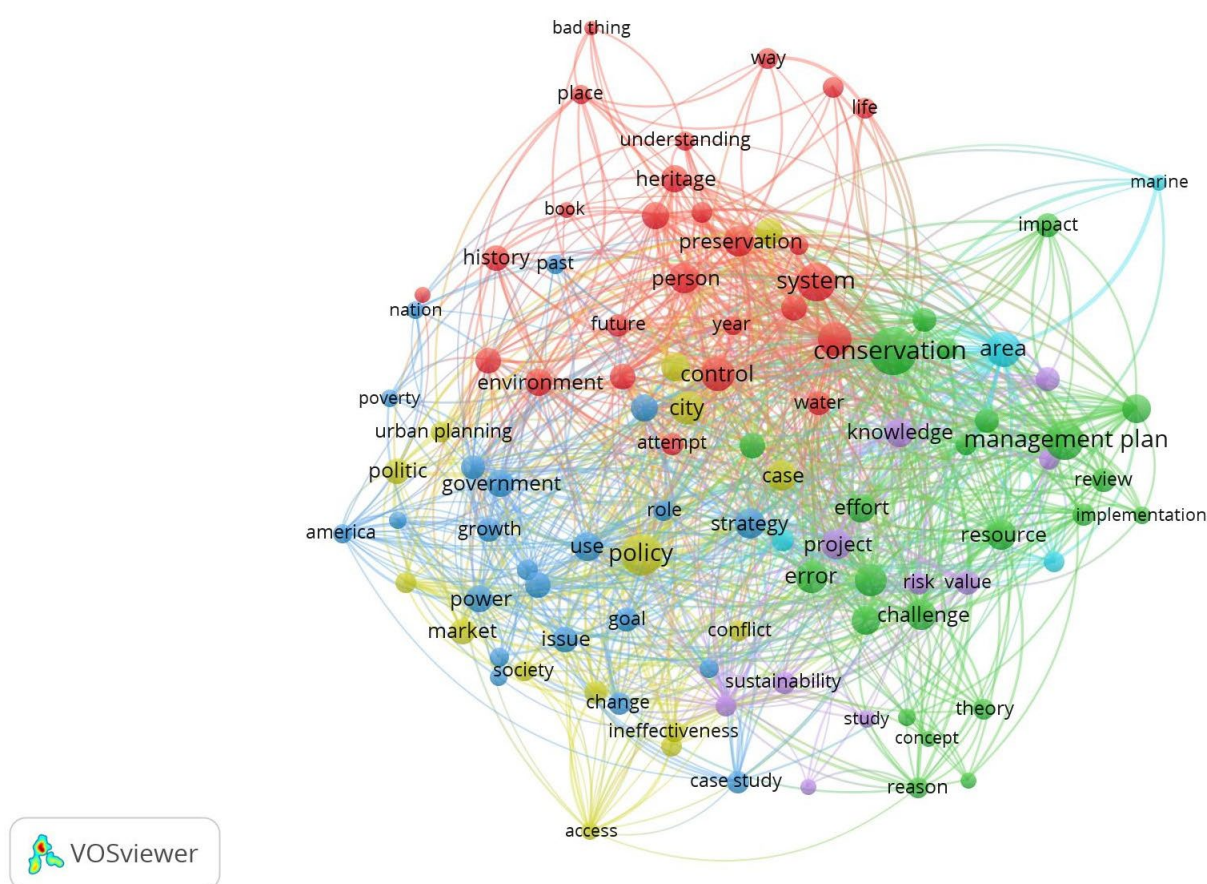 bad thing
way
place
life
understanding
heritage
marine
book
impact
preservation
history
past
person
system
nation
future
year
conservation
area
control
environment
poverty
city
water
urban planning
attempt
knowledge
management plan
politic
government
case
review
role
effort
implementation
america
growth
strategy
resource
use
policy
project
error
risk
value
power
goal
challenge
market
issue
conflict
society
sustainability
change
theory
study
ineffectiveness
concept
case study
reason
access
VOSviewer